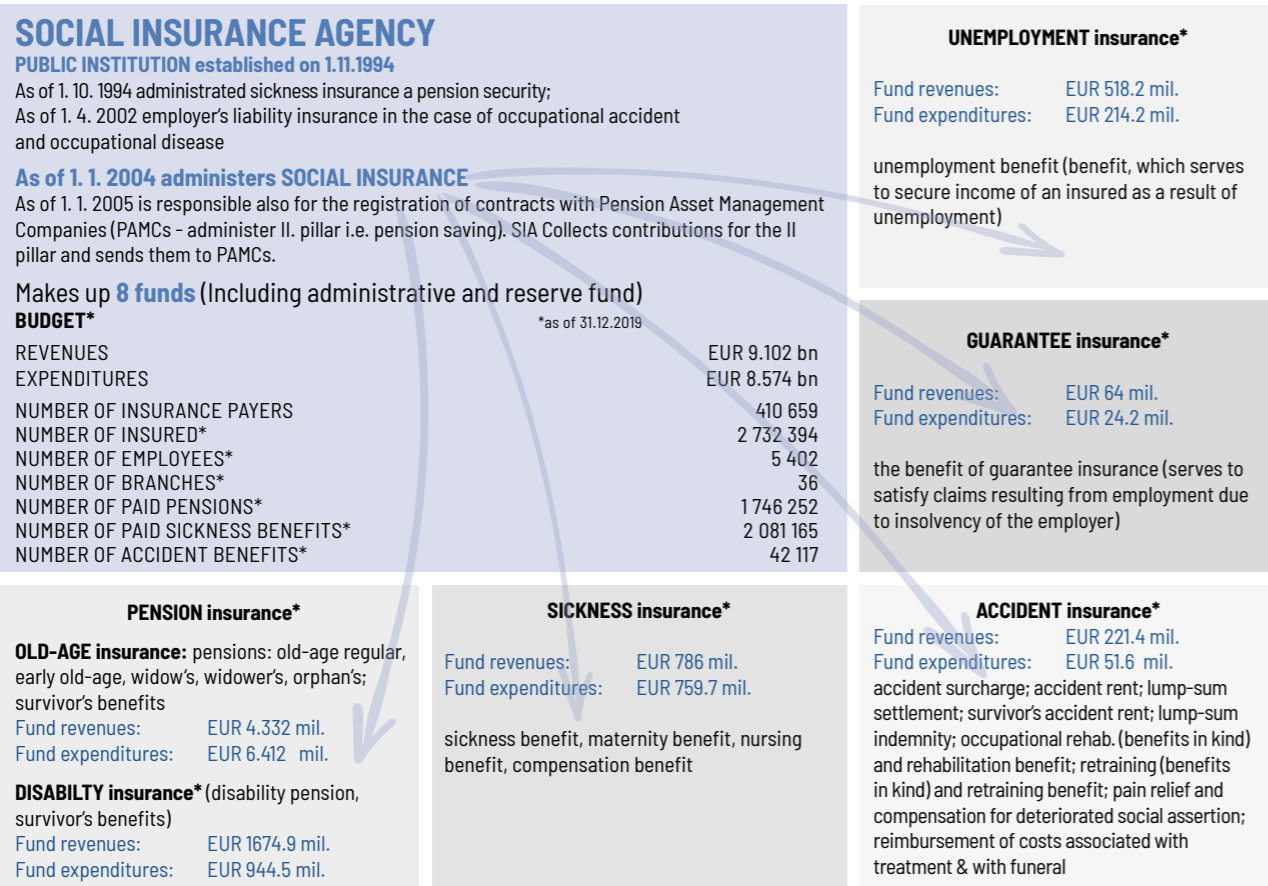 SOCIAL INSURANCE AGENCY
PUBLIC INSTITUTION established on 1.11.1994
As of 1. 10. 1994 administrated sickness insurance a pension security;
As of 1. 4. 2002 employer's liability insurance in the case of occupational accident
and occupational disease
As of 1. 1. 2004 administers SOCIAL INSURANCE
As of 1. 1. 2005 is responsible also for the registration of contracts with Pension Asset Management
Companies (PAMCs - administer II. pillar i.e. pension saving). SIA Collects contributions for the II
pillar and sends them to PAMCs.
Makes up 8 funds (Including administrative and reserve fund)
BUDGET* *as of 31.12.2019
REVENUES EUR 9.102 bn
EXPENDITURES EUR 8.574 bn
NUMBER OF INSURANCE PAYERS 410 659
NUMBER OF INSURED* 2 732 394
NUMBER OF EMPLOYEES* 5 402
NUMBER OF BRANCHES* 36
NUMBER OF PAID PENSIONS* 1 746 252
NUMBER OF PAID SICKNESS BENEFITS* 2 081 165
NUMBER OF ACCIDENT BENEFITS* 42 117
UNEMPLOYMENT insurance*
Fund revenues: EUR 518.2 mil.
Fund expenditures: EUR 214.2 mil.
unemployment benefit (benefit, which serves
to secure income of an insured as a result of
unemployment)
GUARANTEE insurance*
Fund revenues: EUR 64 mil.
Fund expenditures: EUR 24.2 mil.
the benefit of guarantee insurance (serves to
satisfy claims resulting from employment due
to insolvency of the employer)
PENSION insurance*
OLD-AGE insurance: pensions: old-age regular,
early old-age, widow's, widower's, orphan's;
survivor's benefits
Fund revenues: EUR 4.332 mil.
Fund expenditures: EUR 6.412 mil.
DISABILTY insurance* (disability pension,
survivor's benefits)
Fund revenues: EUR 1674.9 mil.
Fund expenditures: EUR 944.5 mil.
SICKNESS insurance*
Fund revenues: EUR 786 mil.
Fund expenditures: EUR 759.7 mil.
sickness benefit, maternity benefit, nursing
benefit, compensation benefit
ACCIDENT insurance*
Fund revenues: EUR 221.4 mil.
Fund expenditures: EUR 51.6 mil.
accident surcharge; accident rent; lump-sum
settlement; survivor's accident rent; lump-sum
indemnity; occupational rehab. (benefits in kind)
and rehabilitation benefit; retraining (benefits
in kind) and retraining benefit; pain relief and
compensation for deteriorated social assertion;
reimbursement of costs associated with
treatment & with funeral